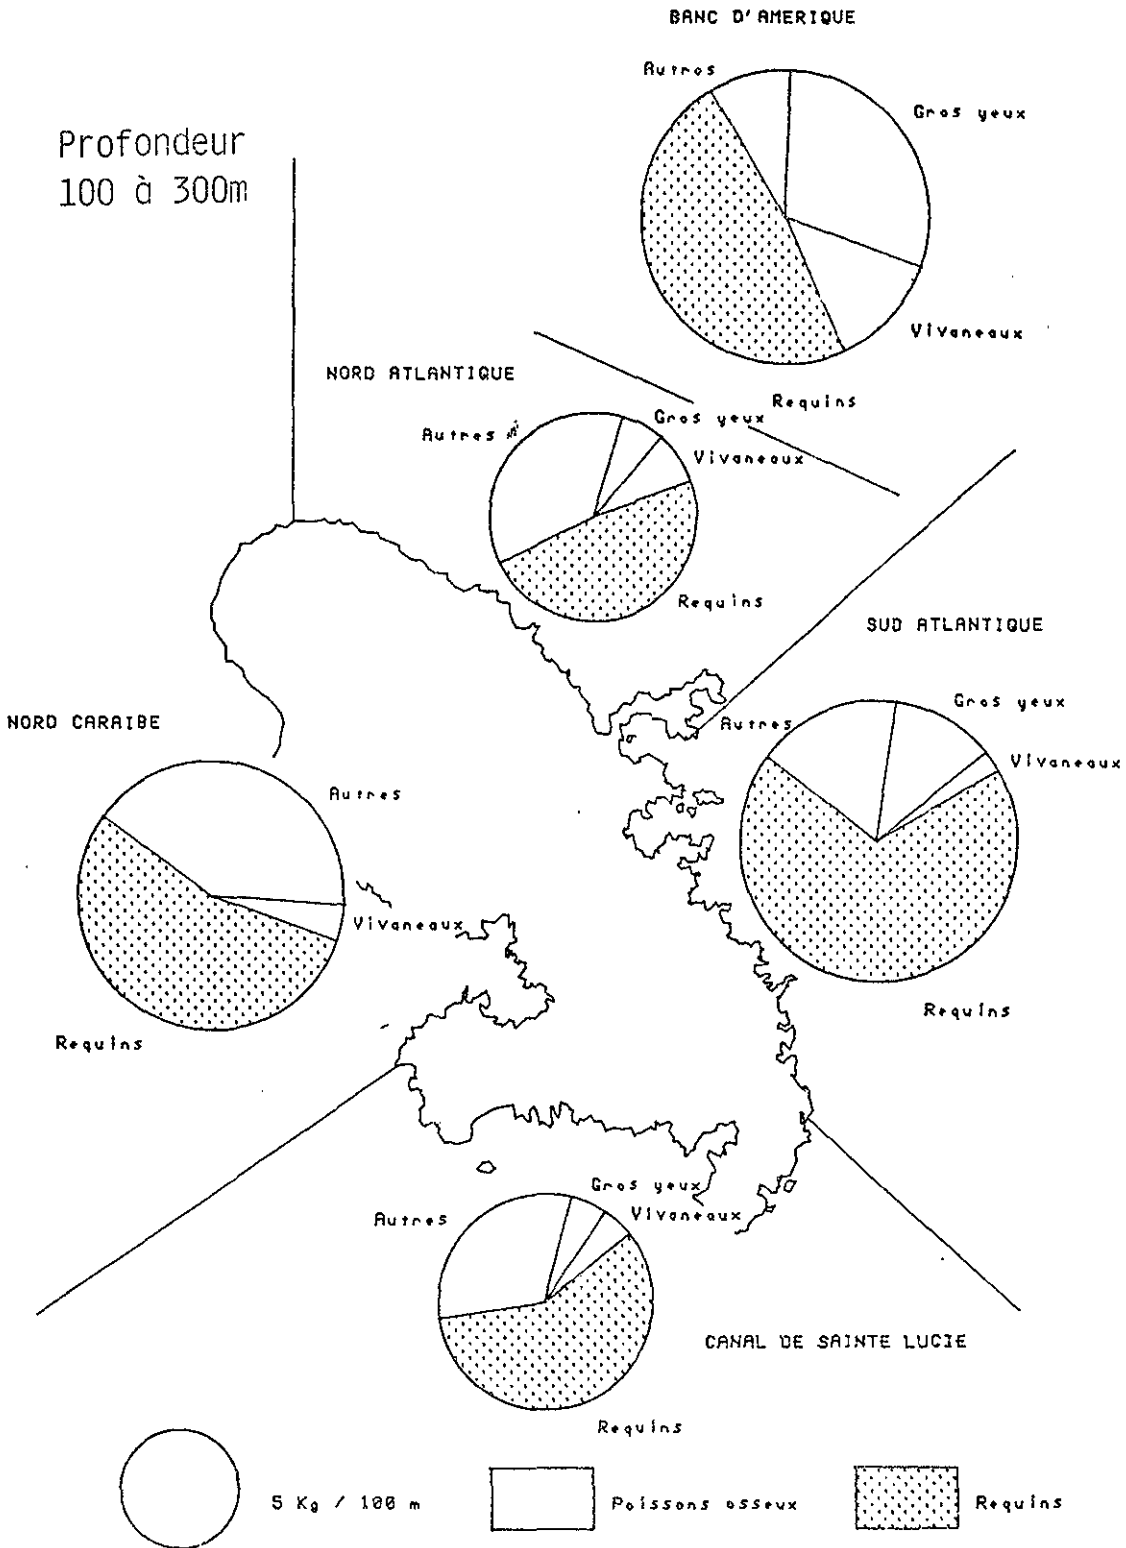 BANC D'AMERIQUE
Autres
Gros yeux
Profondeur
100 à 300m
Vivaneaux
Requins
NORD ATLANTIQUE
Gros yeux
Autres
Vivaneaux
Requins
SUD ATLANTIQUE
Gros yeux
Autres
Vivaneaux
Requins
NORD CARAIBE
Autres
Vivaneaux
Requins
Gros yeux
Autres
Vivaneaux
CANAL DE SAINTE LUCIE
Requins
5 Kg / 100 m
Poissons osseux
Requins